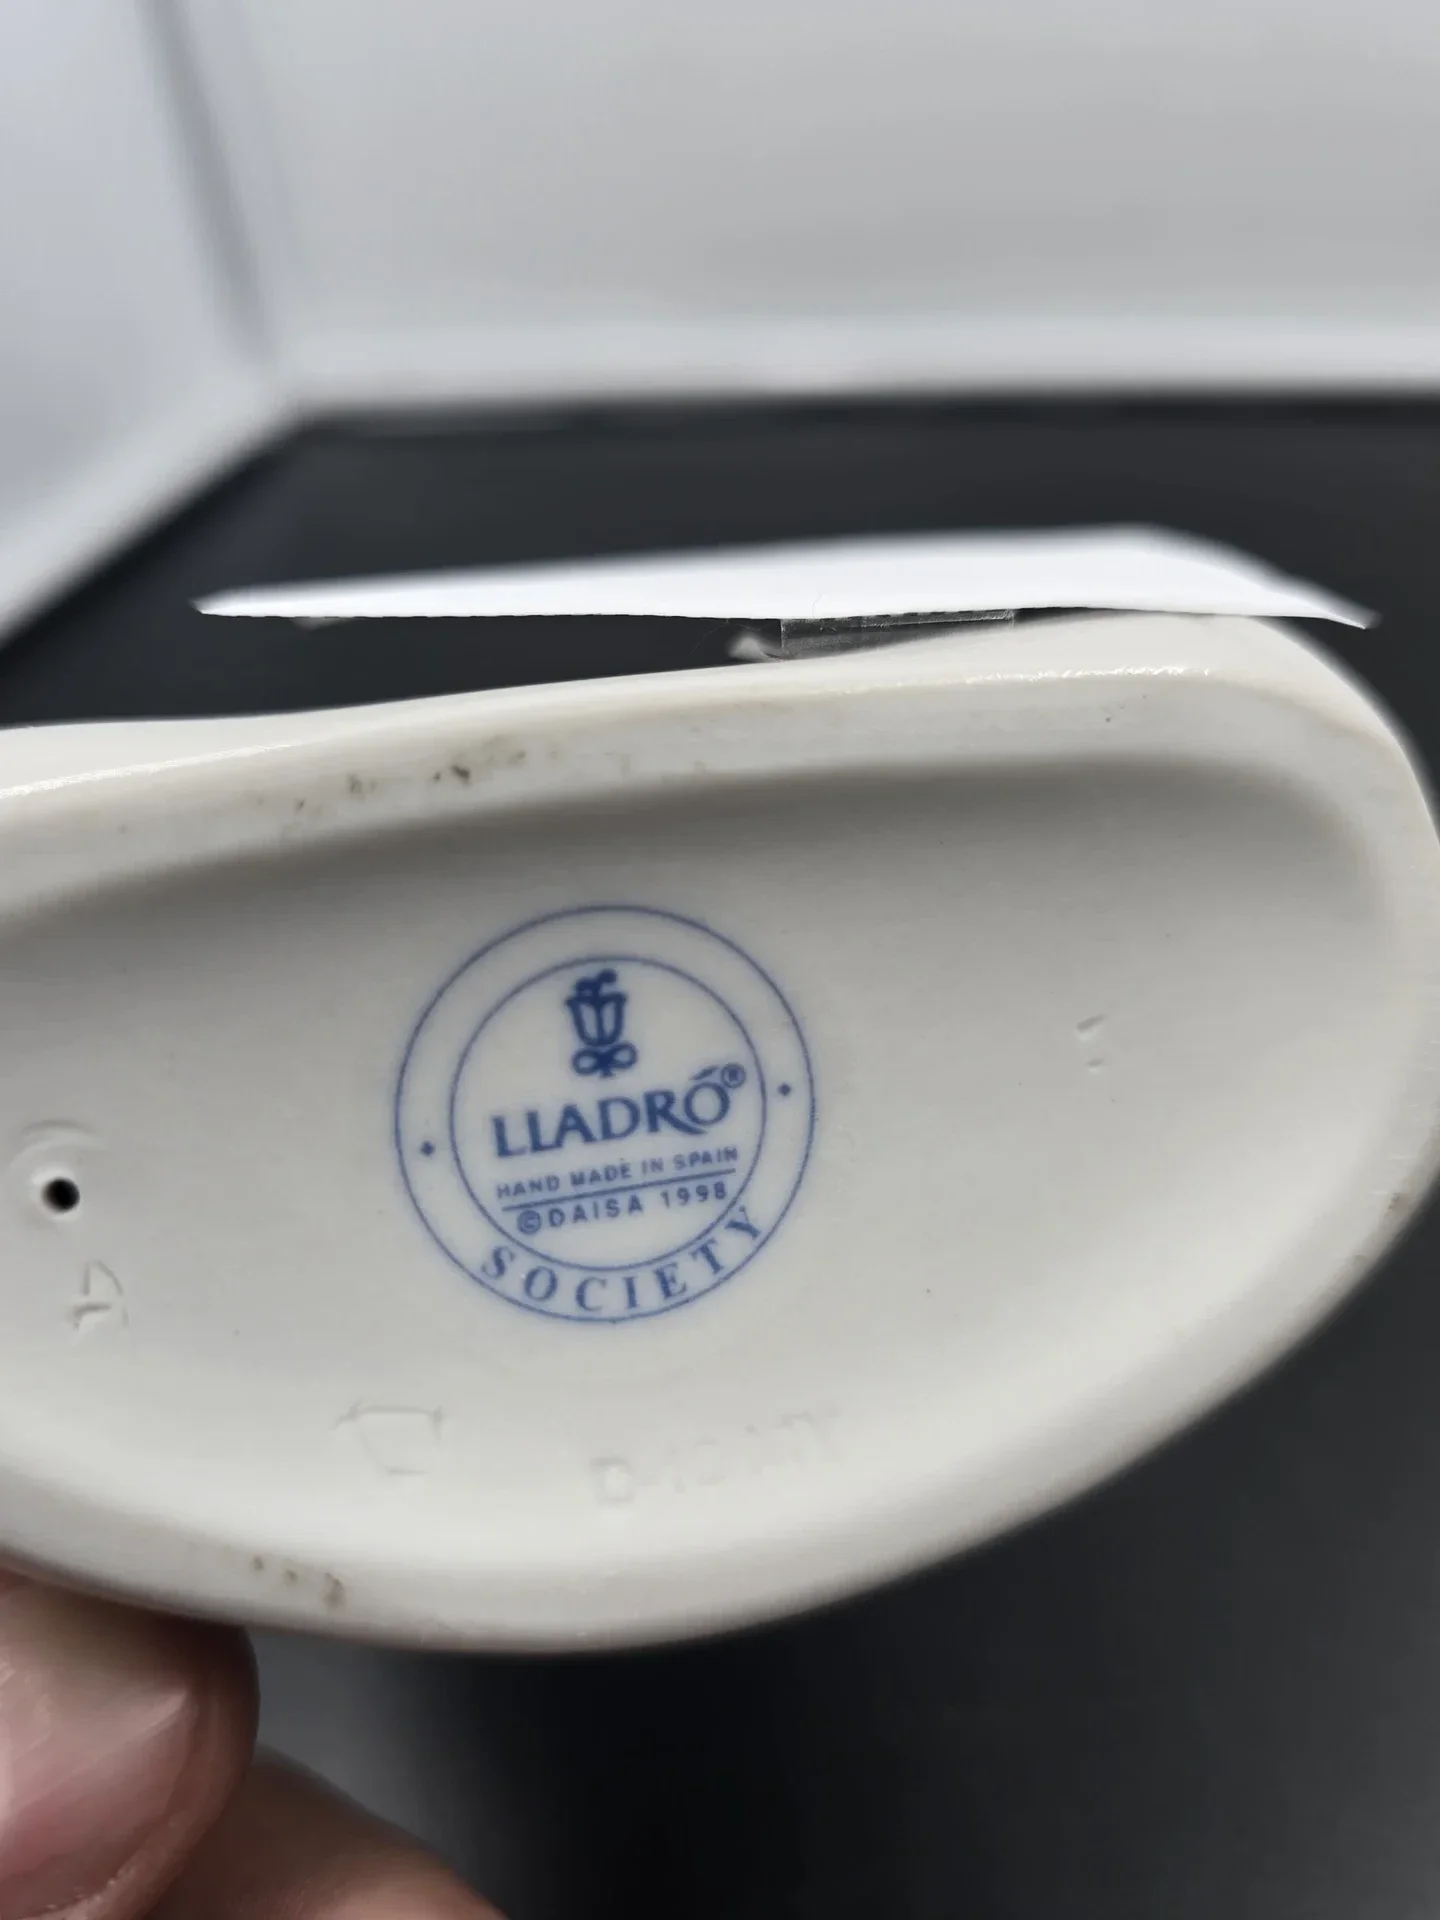 LLADRÓ®
HAND MADE IN SPAIN
©DAISA 1998
SOCIETY